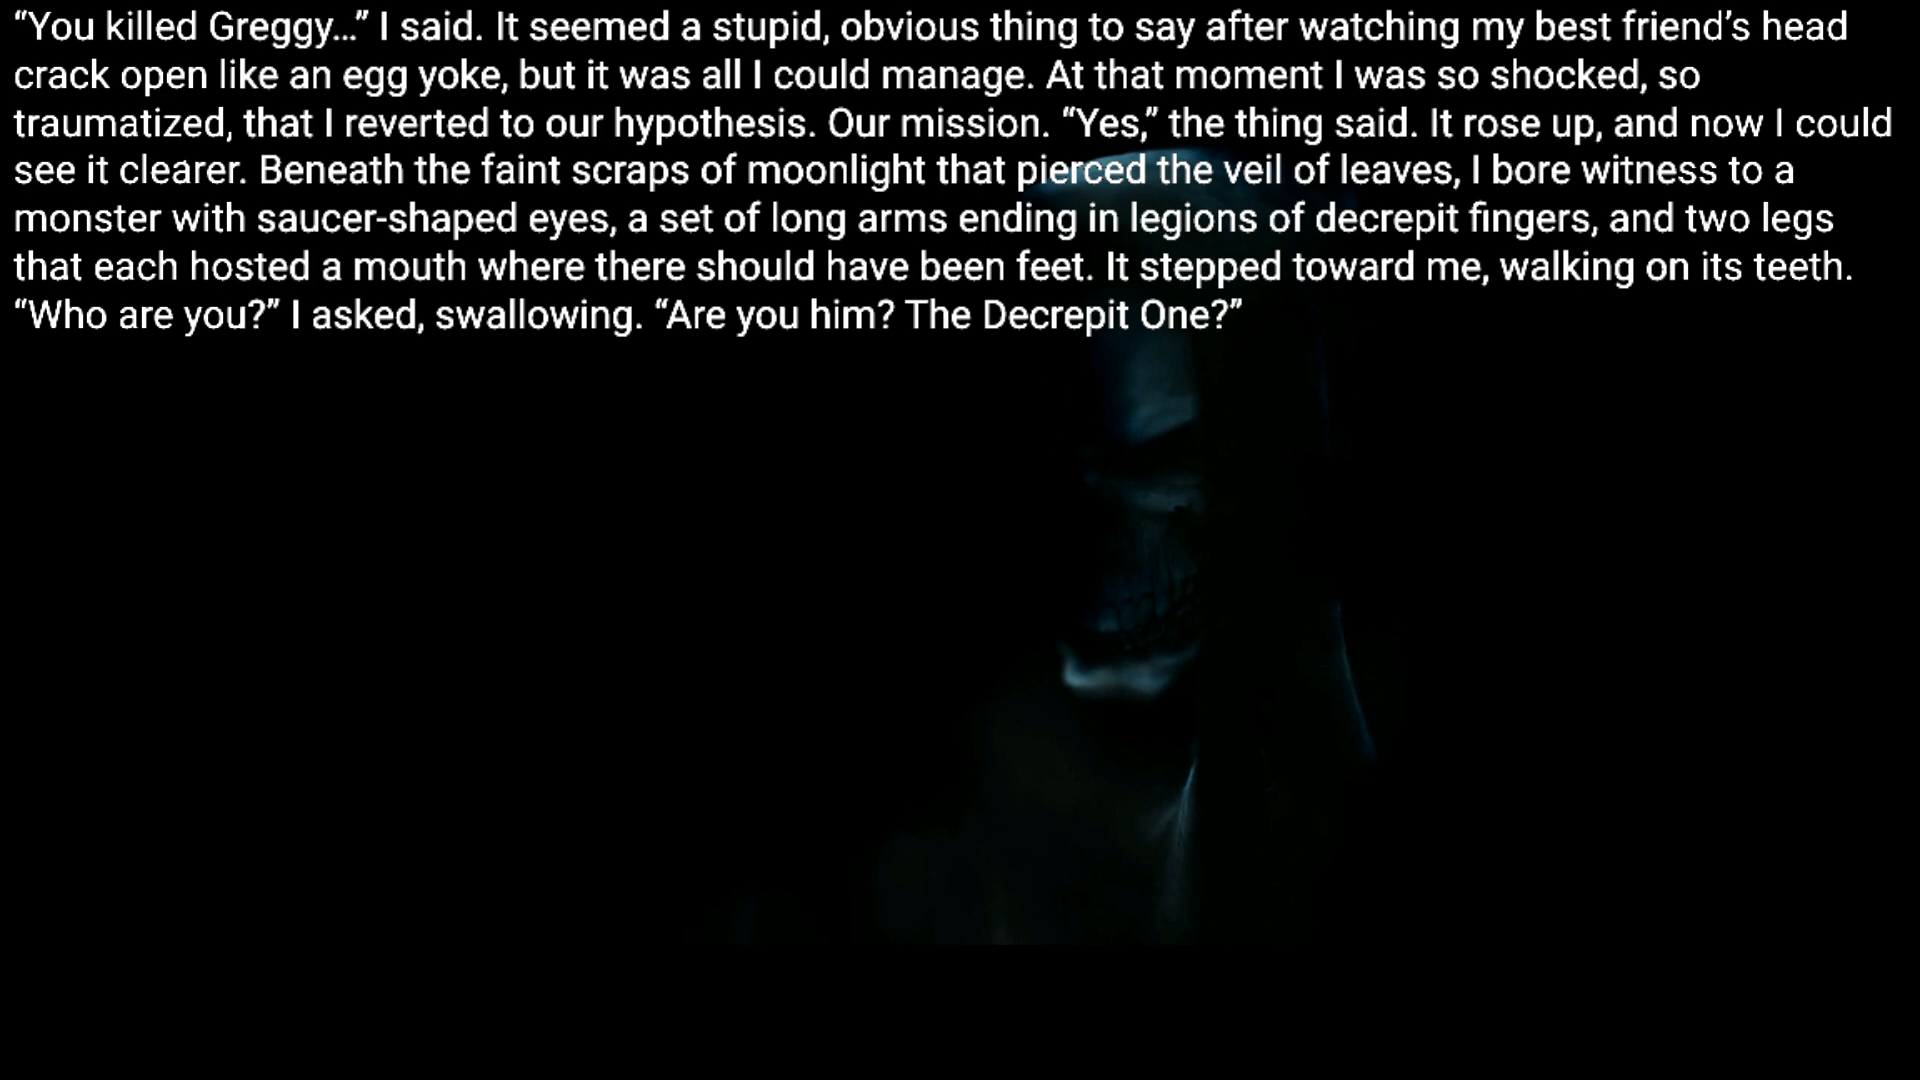 “You killed Greggy…” I said. It seemed a stupid, obvious thing to say after watching my best friend’s head
crack open like an egg yoke, but it was all I could manage. At that moment I was so shocked, so
traumatized, that I reverted to our hypothesis. Our mission. “Yes,” the thing said. It rose up, and now I could
see it clearer. Beneath the faint scraps of moonlight that pierced the veil of leaves, I bore witness to a
monster with saucer-shaped eyes, a set of long arms ending in legions of decrepit fingers, and two legs
that each hosted a mouth where there should have been feet. It stepped toward me, walking on its teeth.
“Who are you?” I asked, swallowing. “Are you him? The Decrepit One?”